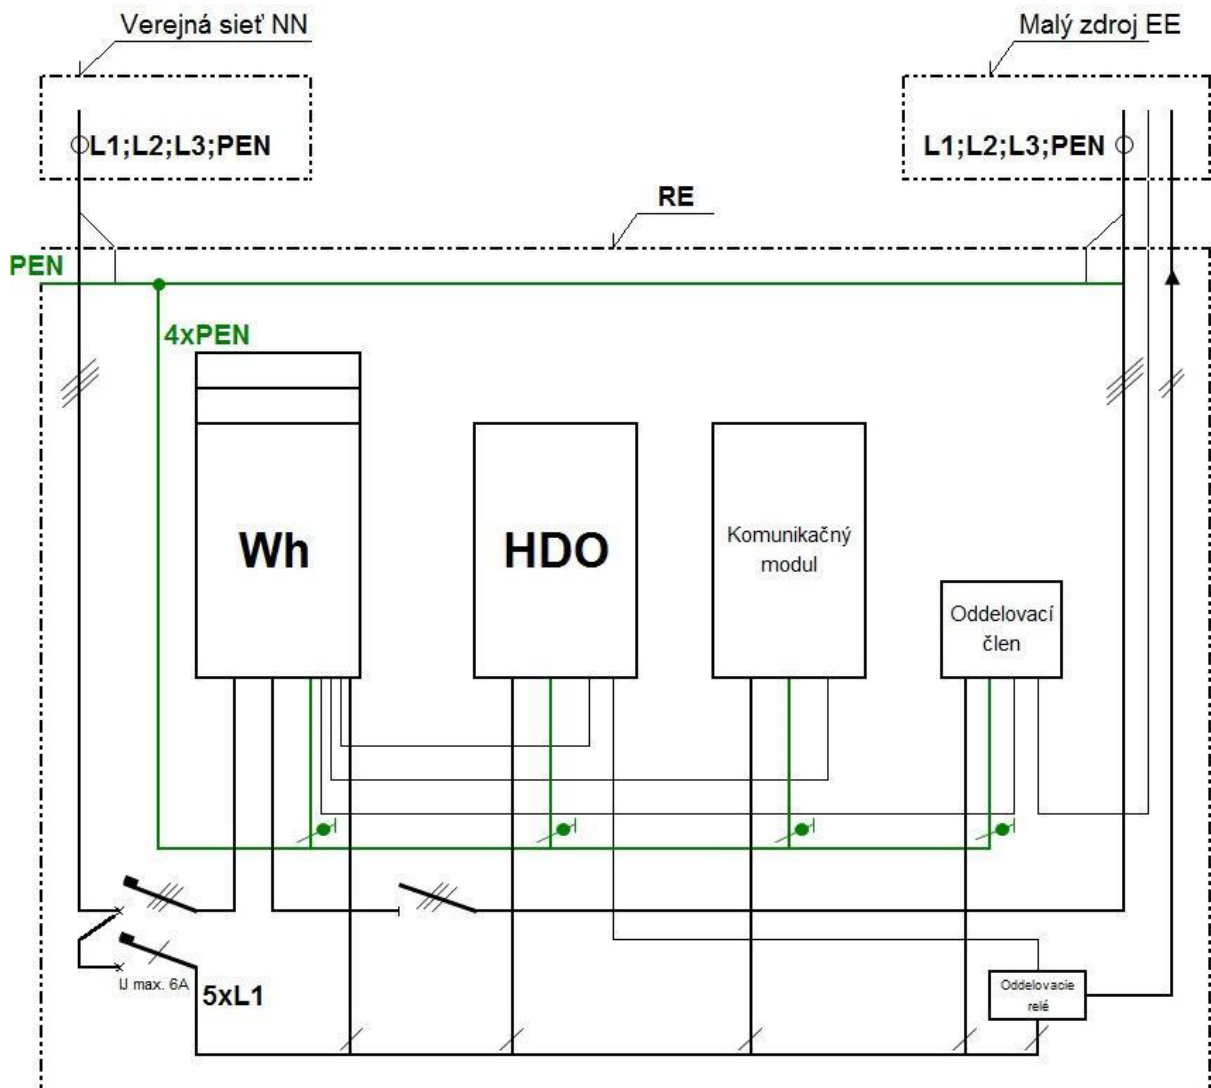 Verejná sieť NN
Malý zdroj EE
L1;L2;L3;PEN
L1;L2;L3;PEN
RE
PEN
4xPEN
Wh
HDO
Komunikačný
modul
Oddelovací
člen
IJ max. 6A
5xL1
Oddelovacie
relé